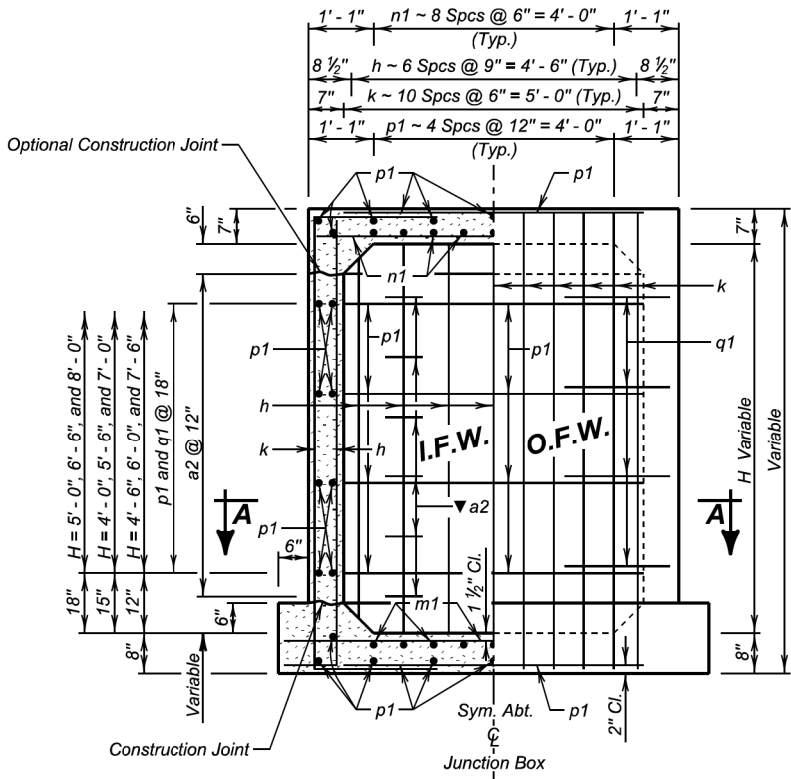 1' - 1"
n1 ~ 8 Spcs @ 6" = 4' - 0"
(Typ.)
1' - 1"
8 ½"
h ~ 6 Spcs @ 9" = 4' - 6" (Typ.)
8 ½"
7"
k ~ 10 Spcs @ 6" = 5' - 0" (Typ.)
7"
1' - 1"
p1 ~ 4 Spcs @ 12" = 4' - 0"
(Typ.)
1' - 1"
Optional Construction Joint
p1
p1
6"
7"
7"
n1
k
p1
p1
p1
q1
h
k
h
I.F.W.
O.F.W.
H = 5' - 0", 6' - 6", and 8' - 0"
H = 4' - 0", 5' - 6", and 7' - 0"
H = 4' - 6", 6' - 0", and 7' - 6"
p1 and q1 @ 18"
a2 @ 12"
H Variable
Variable
A
A
▼a2
p1
6"
1 ½" Cl.
18"
15"
12"
6"
m1
8"
8"
Variable
p1
Sym. Abt.
℄
Junction Box
p1
2" Cl.
Construction Joint